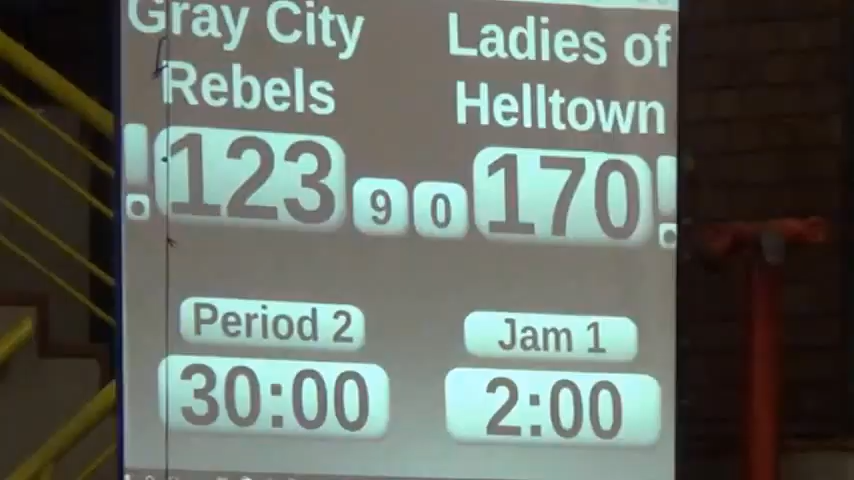 Gray City
Rebels
Ladies of
Helltown
123
9
0
170
Period 2
Jam 1
30:00
2:00